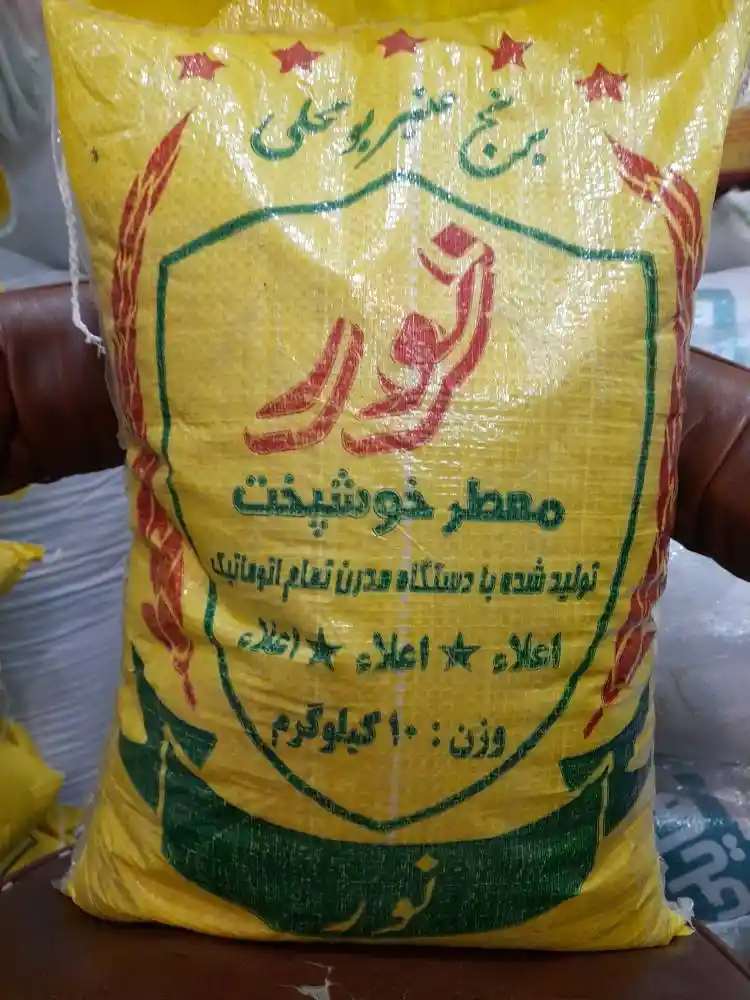 برنج عنبربو محلی
نور
معطر خوشپخت
تولید شده با دستگاه مدرن تمام اتوماتیک
اعلاء ★ اعلاء ★ اعلاء
وزن : ۱۰ کیلوگرم
نور